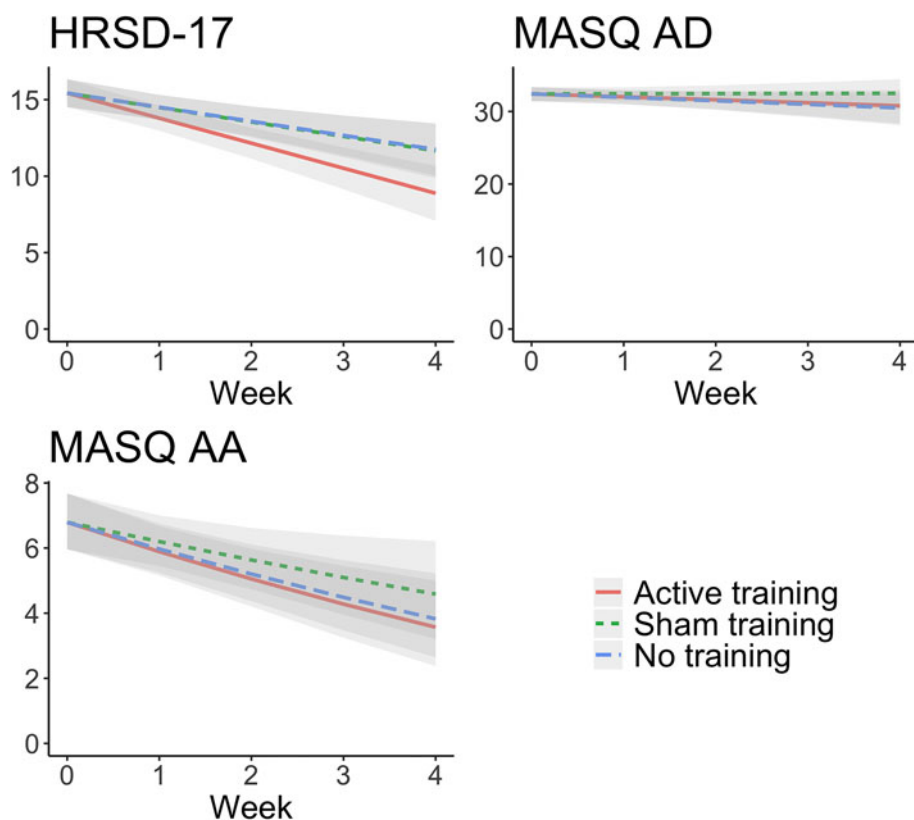 HRSD-17
15
10
5
0
0 1 2 3 4
Week
MASQ AD
30
20
10
0
0 1 2 3 4
Week
MASQ AA
8
6
4
2
0
0 1 2 3 4
Week
Active training
Sham training
No training